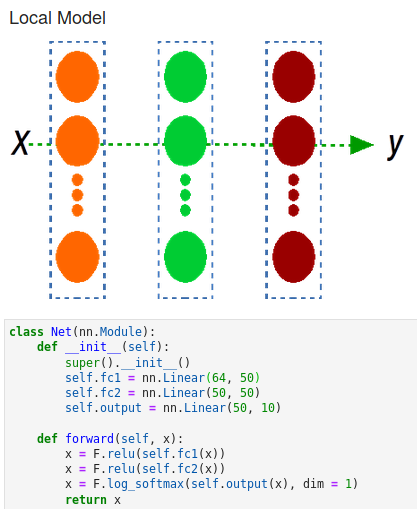 Local Model
X
y
class Net(nn.Module):
    def __init__(self):
        super().__init__()
        self.fc1 = nn.Linear(64, 50)
        self.fc2 = nn.Linear(50, 50)
        self.output = nn.Linear(50, 10)

    def forward(self, x):
        x = F.relu(self.fc1(x))
        x = F.relu(self.fc2(x))
        x = F.log_softmax(self.output(x), dim = 1)
        return x